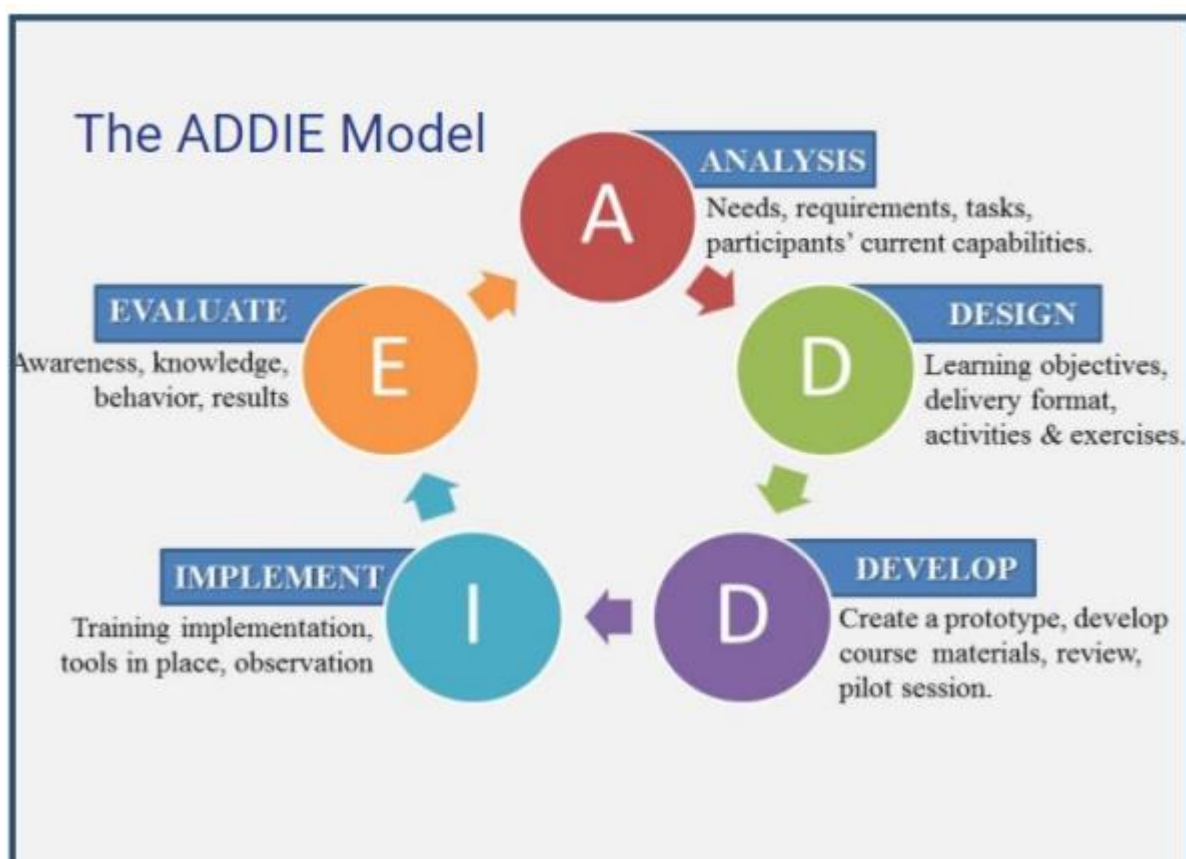 The ADDIE Model
A
ANALYSIS
Needs, requirements, tasks,
participants’ current capabilities.
D
DESIGN
Learning objectives,
delivery format,
activities & exercises.
D
DEVELOP
Create a prototype, develop
course materials, review,
pilot session.
I
IMPLEMENT
Training implementation,
tools in place, observation
E
EVALUATE
Awareness, knowledge,
behavior, results